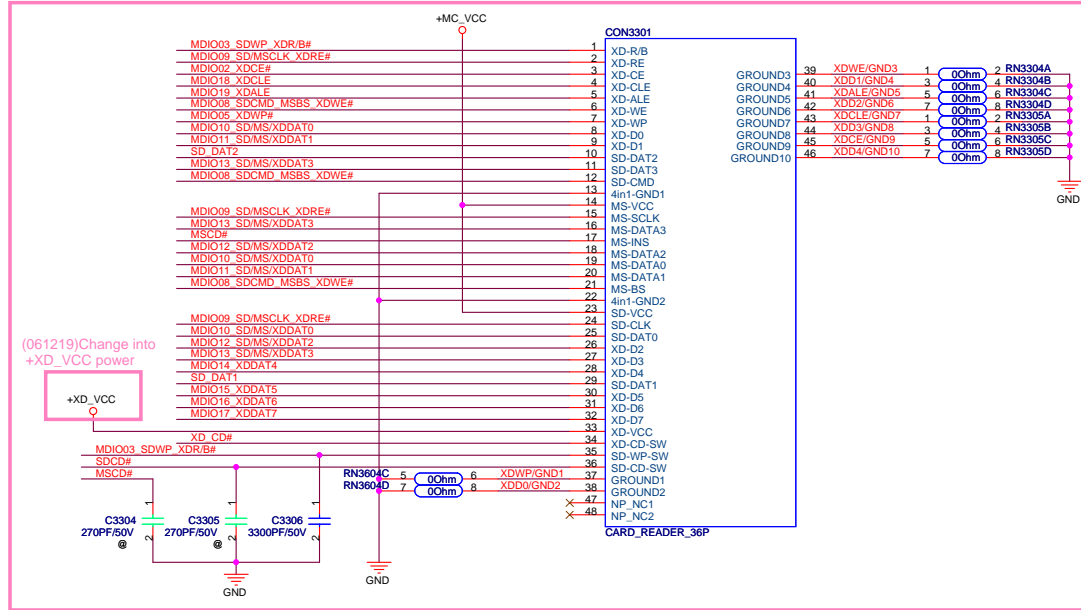 +MC_VCC
CON3301
MDIO03_SDWP_XDR/B# 1 XD-R/B
MDIO09_SD/MSCLK_XDRE# 2 XD-RE
MDIO02_XDCE# 3 XD-CE
MDIO18_XDCLE 4 XD-CLE
MDIO19_XDALE 5 XD-ALE
MDIO08_SDCMD_MSBS_XDWE# 6 XD-WE
MDIO05_XDWP# 7 XD-WP
MDIO10_SD/MS/XDDAT0 8 XD-D0
MDIO11_SD/MS/XDDAT1 9 XD-D1
SD_DAT2 10 SD-DAT2
MDIO13_SD/MS/XDDAT3 11 SD-DAT3
MDIO08_SDCMD_MSBS_XDWE# 12 SD-CMD
13 4in1-GND1
14 MS-VCC
MDIO09_SD/MSCLK_XDRE# 15 MS-SCLK
MDIO13_SD/MS/XDDAT3 16 MS-DATA3
MSCD# 17 MS-INS
MDIO12_SD/MS/XDDAT2 18 MS-DATA2
MDIO10_SD/MS/XDDAT0 19 MS-DATA0
MDIO11_SD/MS/XDDAT1 20 MS-DATA1
MDIO08_SDCMD_MSBS_XDWE# 21 MS-BS
22 4in1-GND2
23 SD-VCC
MDIO09_SD/MSCLK_XDRE# 24 SD-CLK
MDIO10_SD/MS/XDDAT0 25 SD-DAT0
MDIO12_SD/MS/XDDAT2 26 XD-D2
MDIO13_SD/MS/XDDAT3 27 XD-D3
MDIO14_XDDAT4 28 XD-D4
SD_DAT1 29 SD-DAT1
MDIO15_XDDAT5 30 XD-D5
MDIO16_XDDAT6 31 XD-D6
MDIO17_XDDAT7 32 XD-D7
33 XD-VCC
XD_CD# 34 XD-CD-SW
MDIO03_SDWP_XDR/B# 35 SD-WP-SW
SDCD# 36 SD-CD-SW
MSCD#
RN3604C 5 0Ohm 6 XDWP/GND1 37 GROUND1
RN3604D 7 0Ohm 8 XDD0/GND2 38 GROUND2
47 NP_NC1
48 NP_NC2
CARD_READER_36P
GROUND3 39 XDWE/GND3 1 0Ohm 2 RN3304A
GROUND4 40 XDD1/GND4 3 0Ohm 4 RN3304B
GROUND5 41 XDALE/GND5 5 0Ohm 6 RN3304C
GROUND6 42 XDD2/GND6 7 0Ohm 8 RN3304D
GROUND7 43 XDCLE/GND7 1 0Ohm 2 RN3305A
GROUND8 44 XDD3/GND8 3 0Ohm 4 RN3305B
GROUND9 45 XDCE/GND9 5 0Ohm 6 RN3305C
GROUND10 46 XDD4/GND10 7 0Ohm 8 RN3305D
GND
(061219)Change into
+XD_VCC power
+XD_VCC
1 1 1
C3304 C3305 C3306
270PF/50V 270PF/50V 3300PF/50V
@ 2 @ 2 2
GND
GND